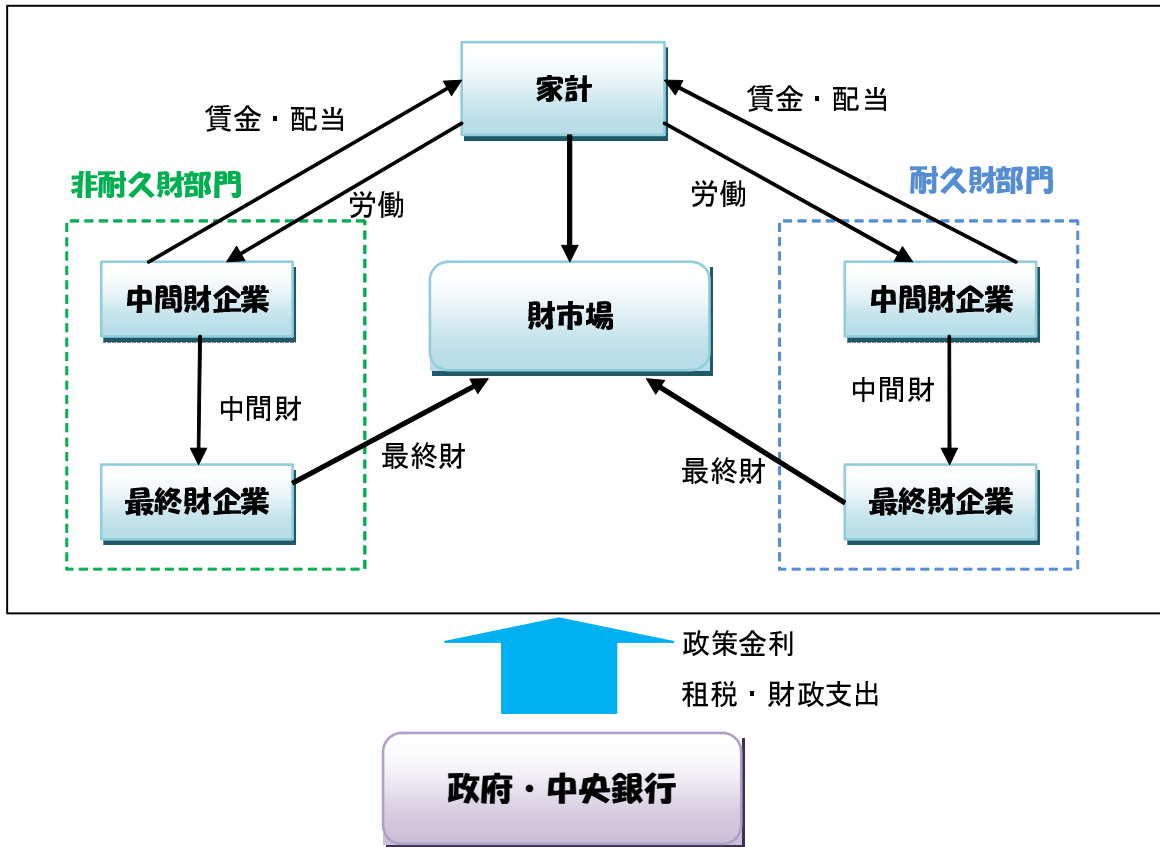 家計
賃金・配当
賃金・配当
非耐久財部門
労働
労働
耐久財部門
中間財企業
財市場
中間財企業
中間財
中間財
最終財
最終財
最終財企業
最終財企業
政策金利
租税・財政支出
政府・中央銀行